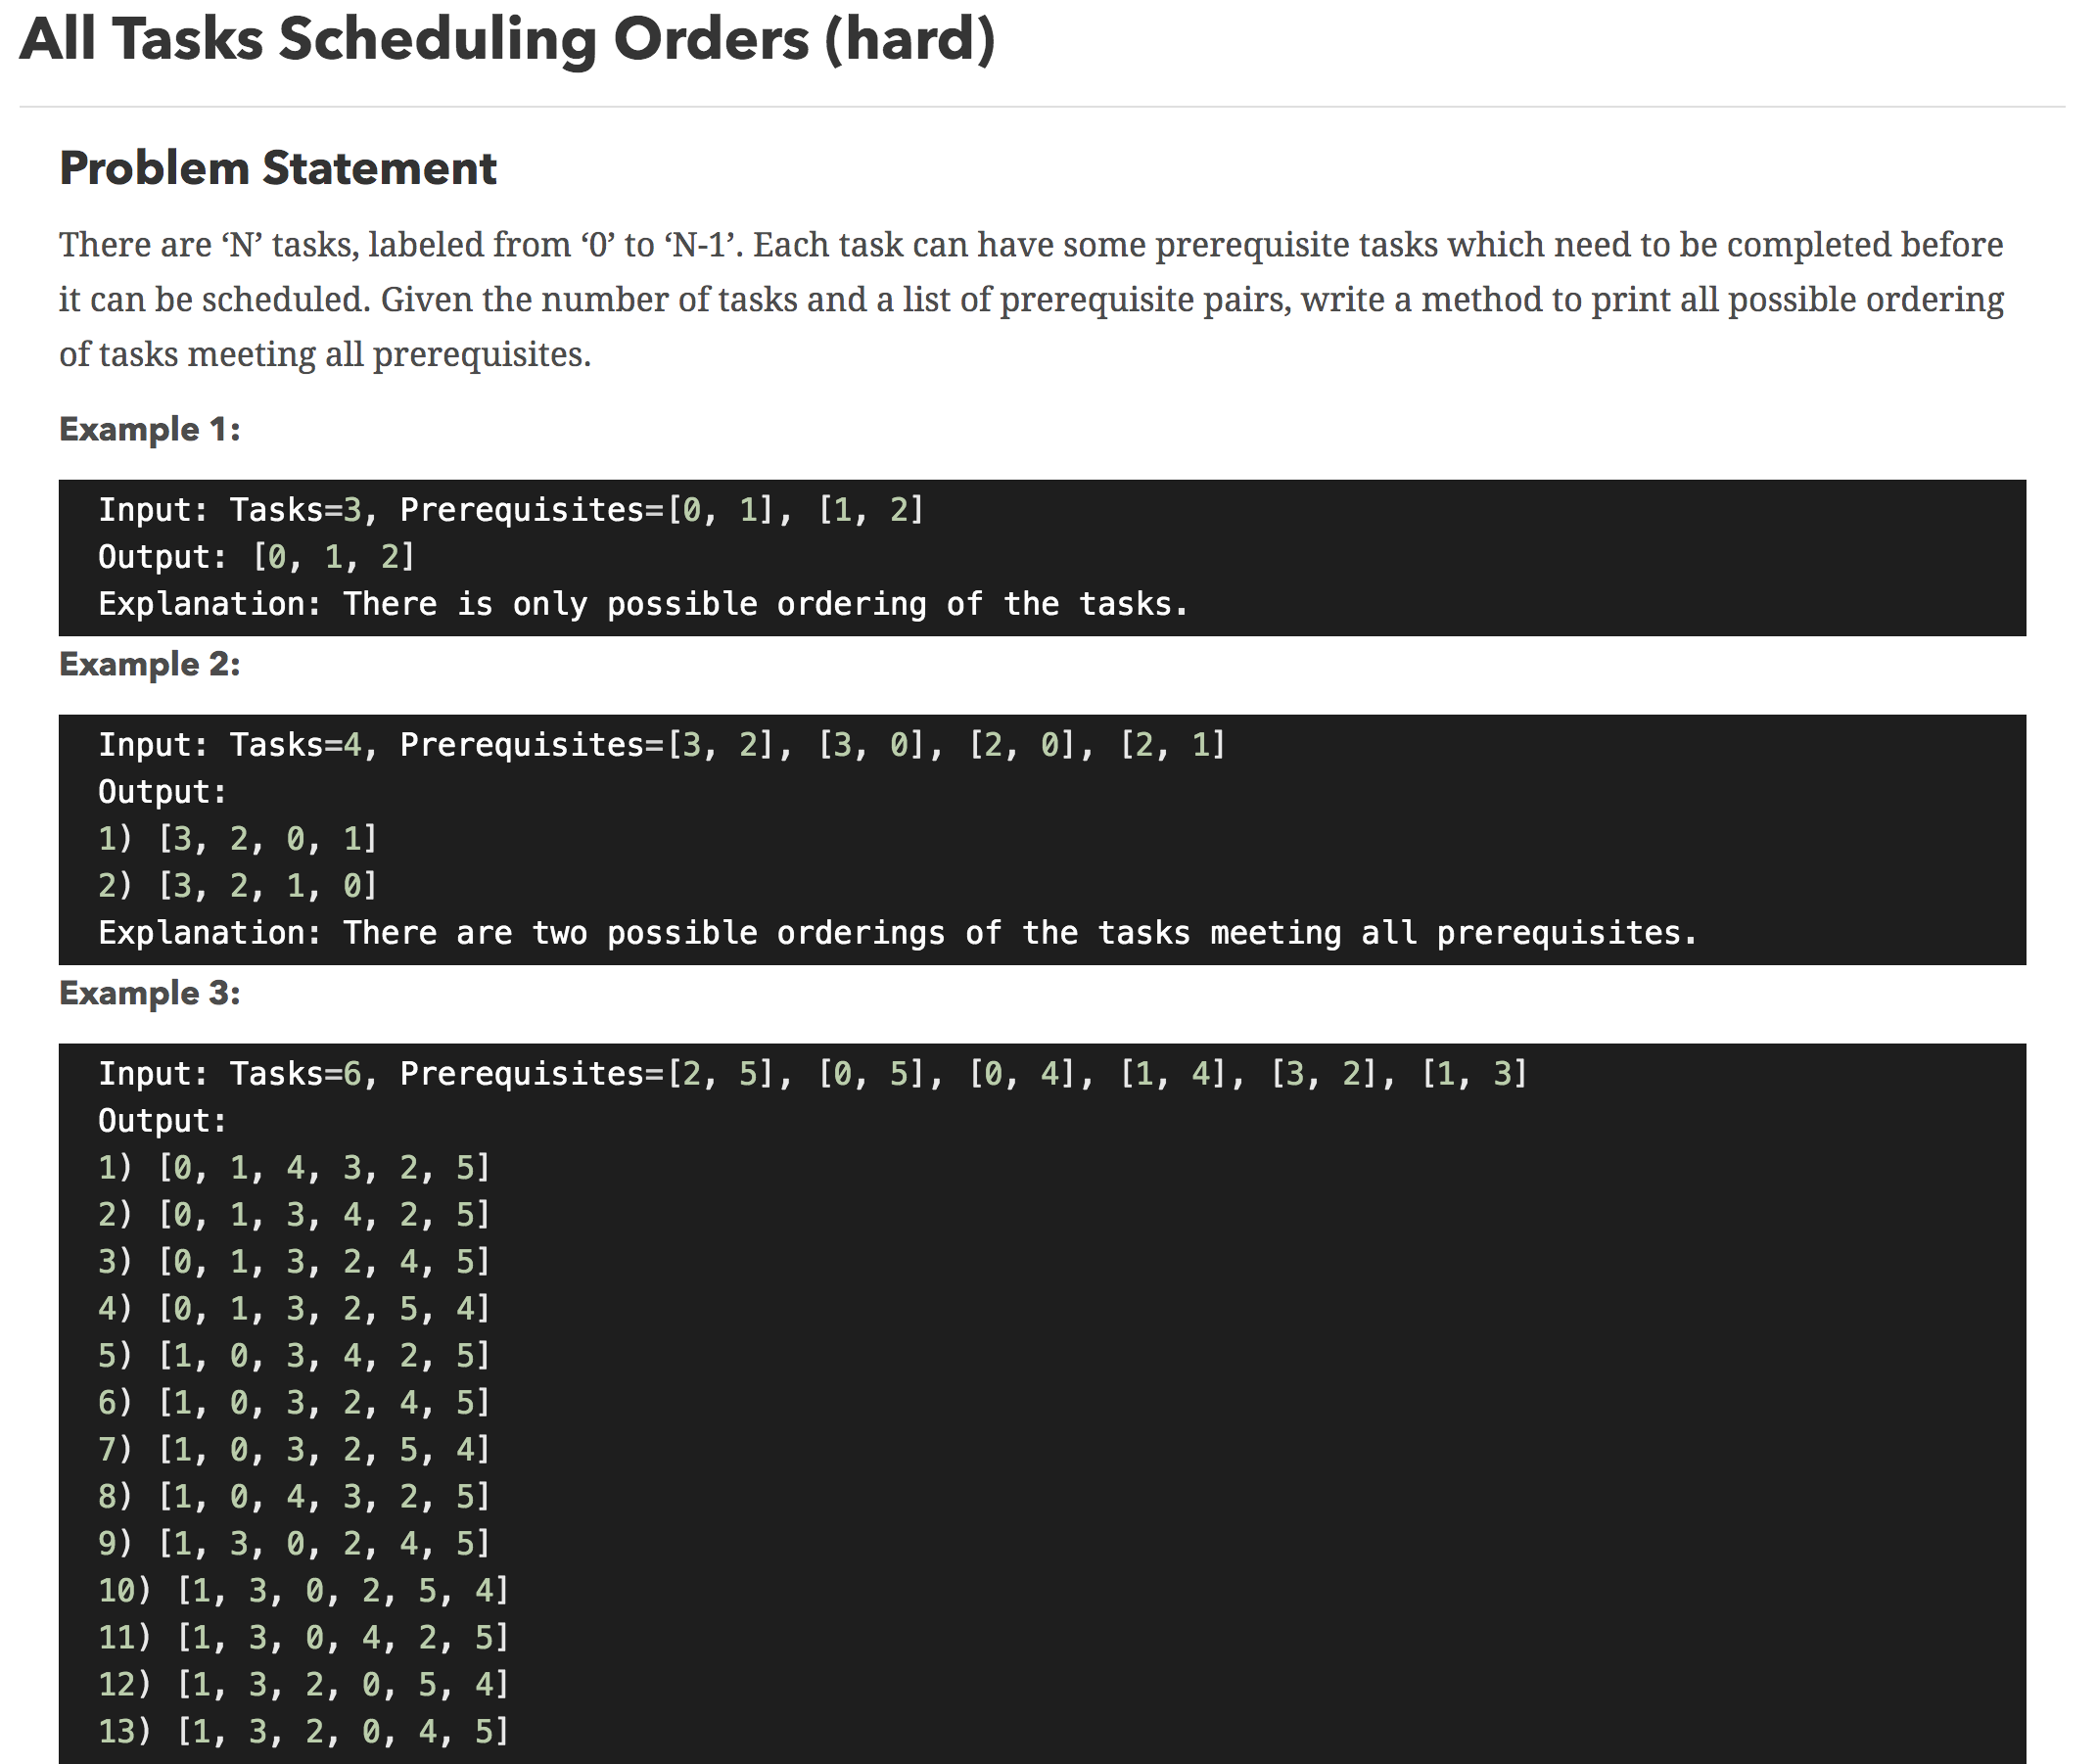 All Tasks Scheduling Orders (hard)
Problem Statement
There are ‘N’ tasks, labeled from ‘0’ to ‘N-1’. Each task can have some prerequisite tasks which need to be completed before
it can be scheduled. Given the number of tasks and a list of prerequisite pairs, write a method to print all possible ordering
of tasks meeting all prerequisites.
Example 1:
Input: Tasks=3, Prerequisites=[0, 1], [1, 2]
Output: [0, 1, 2]
Explanation: There is only possible ordering of the tasks.
Example 2:
Input: Tasks=4, Prerequisites=[3, 2], [3, 0], [2, 0], [2, 1]
Output:
1) [3, 2, 0, 1]
2) [3, 2, 1, 0]
Explanation: There are two possible orderings of the tasks meeting all prerequisites.
Example 3:
Input: Tasks=6, Prerequisites=[2, 5], [0, 5], [0, 4], [1, 4], [3, 2], [1, 3]
Output:
1) [0, 1, 4, 3, 2, 5]
2) [0, 1, 3, 4, 2, 5]
3) [0, 1, 3, 2, 4, 5]
4) [0, 1, 3, 2, 5, 4]
5) [1, 0, 3, 4, 2, 5]
6) [1, 0, 3, 2, 4, 5]
7) [1, 0, 3, 2, 5, 4]
8) [1, 0, 4, 3, 2, 5]
9) [1, 3, 0, 2, 4, 5]
10) [1, 3, 0, 2, 5, 4]
11) [1, 3, 0, 4, 2, 5]
12) [1, 3, 2, 0, 5, 4]
13) [1, 3, 2, 0, 4, 5]